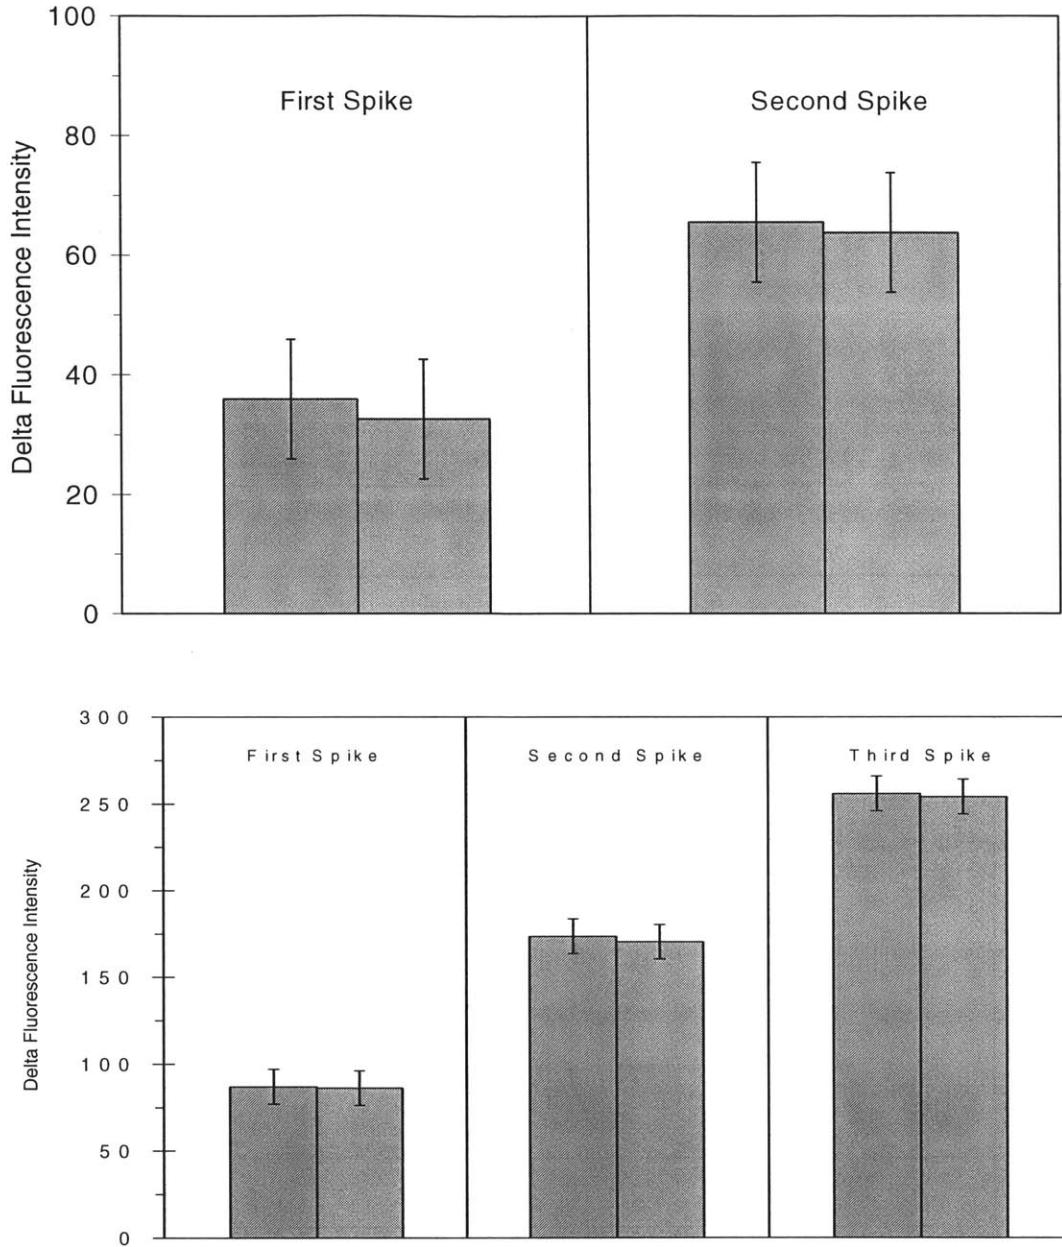 100
First Spike
Second Spike
80
60
40
20
0
Delta Fluorescence Intensity
300
First Spike
Second Spike
Third Spike
250
200
150
100
50
0
Delta Fluorescence Intensity